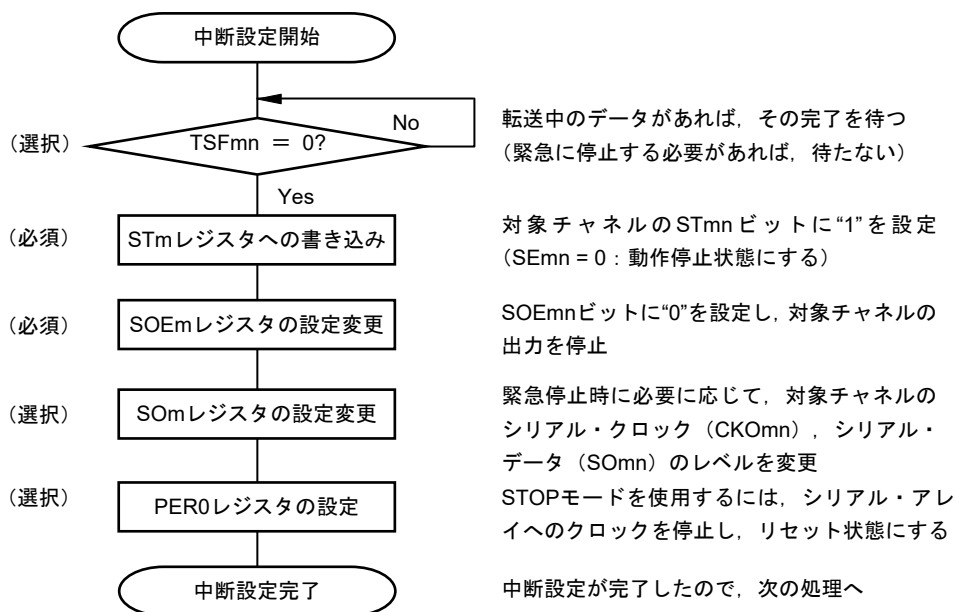 中断設定開始
(選択)
TSFmn = 0?
No
転送中のデータがあれば,その完了を待つ
(緊急に停止する必要があれば,待たない)
Yes
(必須)
STmレジスタへの書き込み
対象チャネルのSTmnビットに“1”を設定
(SEmn = 0:動作停止状態にする)
(必須)
SOEmレジスタの設定変更
SOEmnビットに“0”を設定し,対象チャネルの
出力を停止
(選択)
SOmレジスタの設定変更
緊急停止時に必要に応じて,対象チャネルの
シリアル・クロック(CKOmn),シリアル・
データ(SOmn)のレベルを変更
(選択)
PER0レジスタの設定
STOPモードを使用するには,シリアル・アレ
イへのクロックを停止し,リセット状態にする
中断設定完了
中断設定が完了したので,次の処理へ